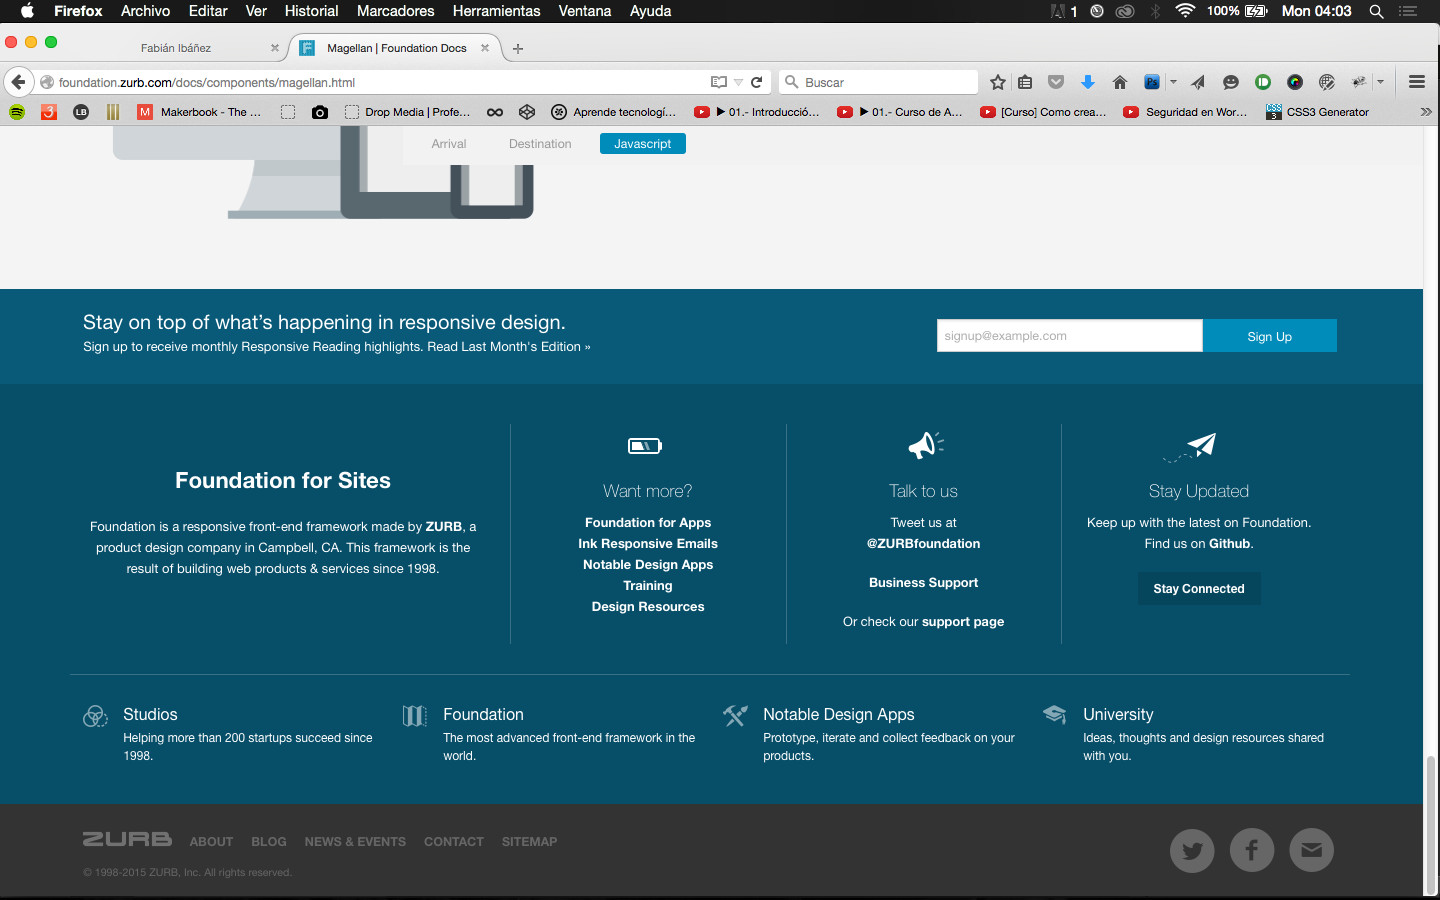 Firefox Archivo Editar Ver Historial Marcadores Herramientas Ventana Ayuda 1 100% Mon 04:03
Fabián Ibáñez Magellan | Foundation Docs
foundation.zurb.com/docs/components/magellan.html Buscar
Makerbook - The ... Drop Media | Profe... Aprende tecnologí... ▶ 01.- Introducció... ▶ 01.- Curso de A... [Curso] Como crea... Seguridad en Wor... CSS3 Generator
Arrival Destination Javascript
Stay on top of what's happening in responsive design.
Sign up to receive monthly Responsive Reading highlights. Read Last Month's Edition »
signup@example.com Sign Up
Foundation for Sites
Foundation is a responsive front-end framework made by ZURB, a
product design company in Campbell, CA. This framework is the
result of building web products & services since 1998.
Want more?
Foundation for Apps
Ink Responsive Emails
Notable Design Apps
Training
Design Resources
Talk to us
Tweet us at
@ZURBfoundation
Business Support
Or check our support page
Stay Updated
Keep up with the latest on Foundation.
Find us on Github.
Stay Connected
Studios
Helping more than 200 startups succeed since
1998.
Foundation
The most advanced front-end framework in the
world.
Notable Design Apps
Prototype, iterate and collect feedback on your
products.
University
Ideas, thoughts and design resources shared
with you.
ZURB ABOUT BLOG NEWS & EVENTS CONTACT SITEMAP
© 1998-2015 ZURB, Inc. All rights reserved.